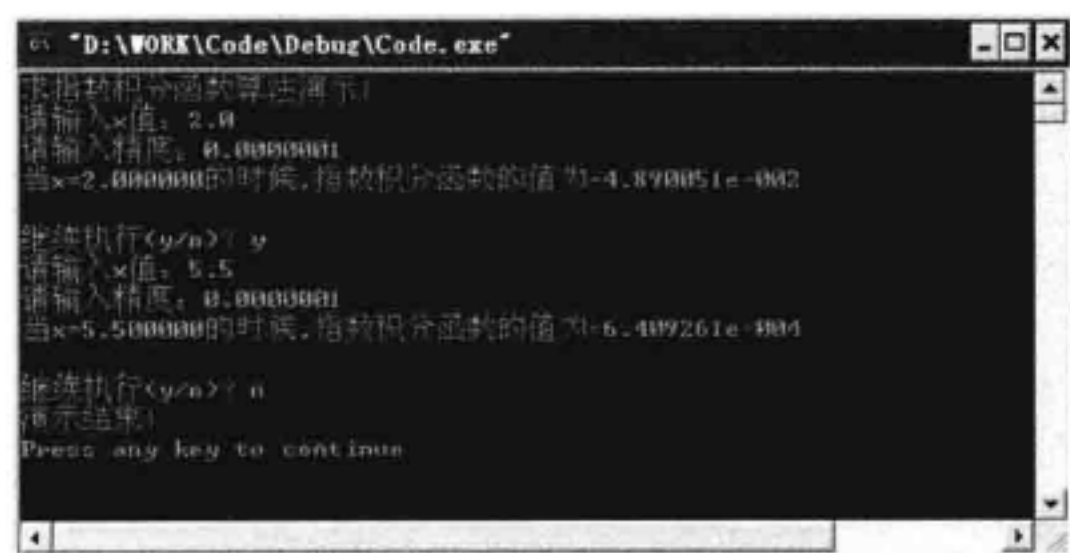 "D:\WORK\Code\Debug\Code.exe"
求指数积分函数算法演示!
请输入x值: 2.0
请输入精度: 0.0000001
当x=2.000000的时候,指数积分函数的值为-4.890051e-002
继续执行(y/n)? y
请输入x值: 5.5
请输入精度: 0.0000001
当x=5.500000的时候,指数积分函数的值为-6.409261e-004
继续执行(y/n)? n
演示结果!
Press any key to continue